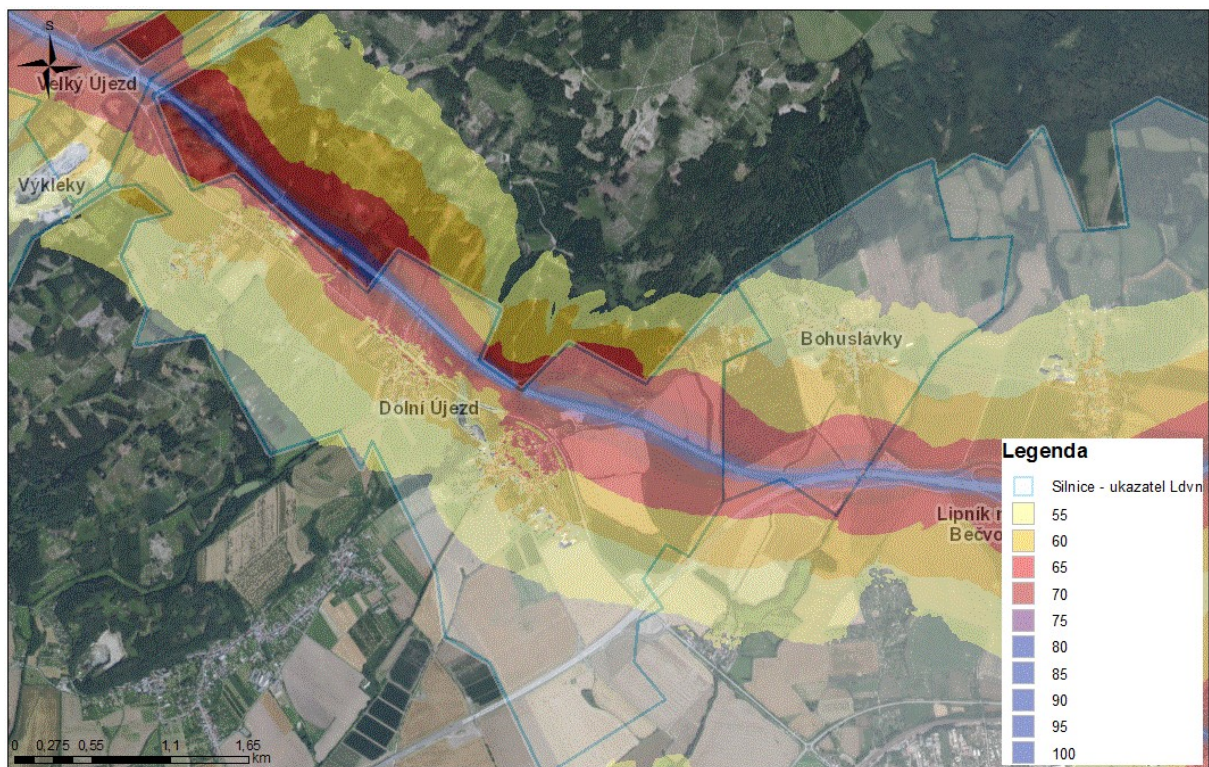 S
Velký Újezd
Výkleky
Bohuslávky
Dolní Újezd
Lipník n
Bečvo
Legenda
Silnice - ukazatel Ldvn
55
60
65
70
75
80
85
90
95
100
0 0,275 0,55 1,1 1,65
km